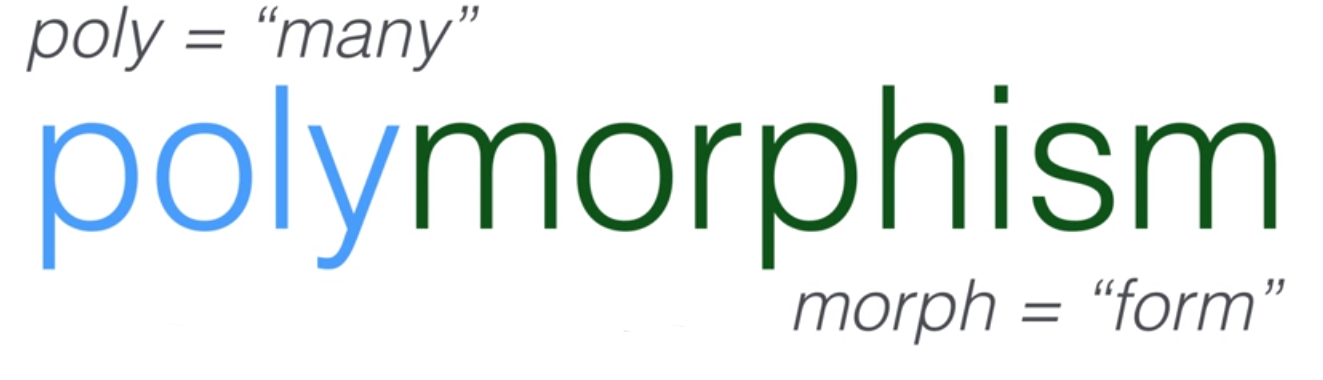 poly = “many”
polymorphism
morph = “form”